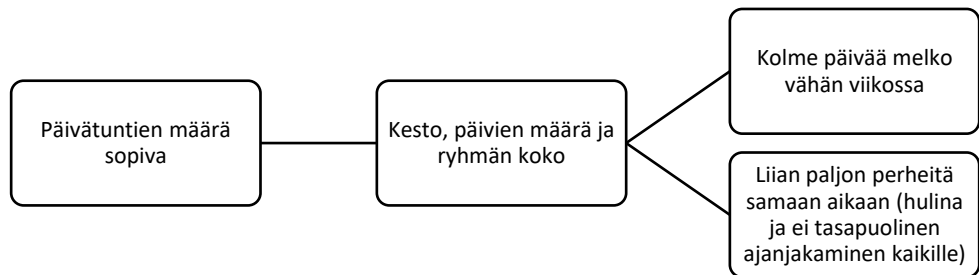 Päivätuntien määrä
sopiva
Kesto, päivien määrä ja
ryhmän koko
Kolme päivää melko
vähän viikossa
Liian paljon perheitä
samaan aikaan (hulina
ja ei tasapuolinen
ajanjakaminen kaikille)